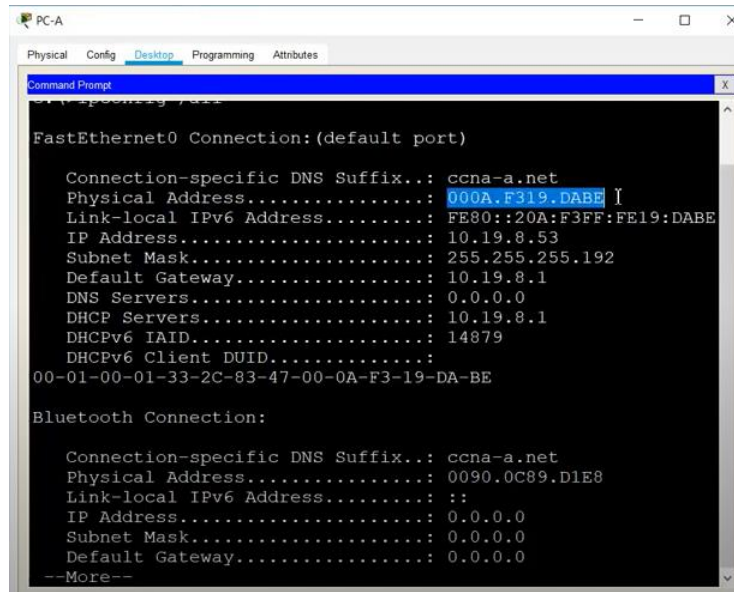 PC-A
Physical Config Desktop Programming Attributes
Command Prompt X
FastEthernet0 Connection:(default port)
Connection-specific DNS Suffix..: ccna-a.net
Physical Address................: 000A.F319.DABE
Link-local IPv6 Address.........: FE80::20A:F3FF:FE19:DABE
IP Address......................: 10.19.8.53
Subnet Mask.....................: 255.255.255.192
Default Gateway.................: 10.19.8.1
DNS Servers.....................: 0.0.0.0
DHCP Servers....................: 10.19.8.1
DHCPv6 IAID.....................: 14879
DHCPv6 Client DUID..............:
00-01-00-01-33-2C-83-47-00-0A-F3-19-DA-BE
Bluetooth Connection:
Connection-specific DNS Suffix..: ccna-a.net
Physical Address................: 0090.0C89.D1E8
Link-local IPv6 Address.........: ::
IP Address......................: 0.0.0.0
Subnet Mask.....................: 0.0.0.0
Default Gateway.................: 0.0.0.0
--More--